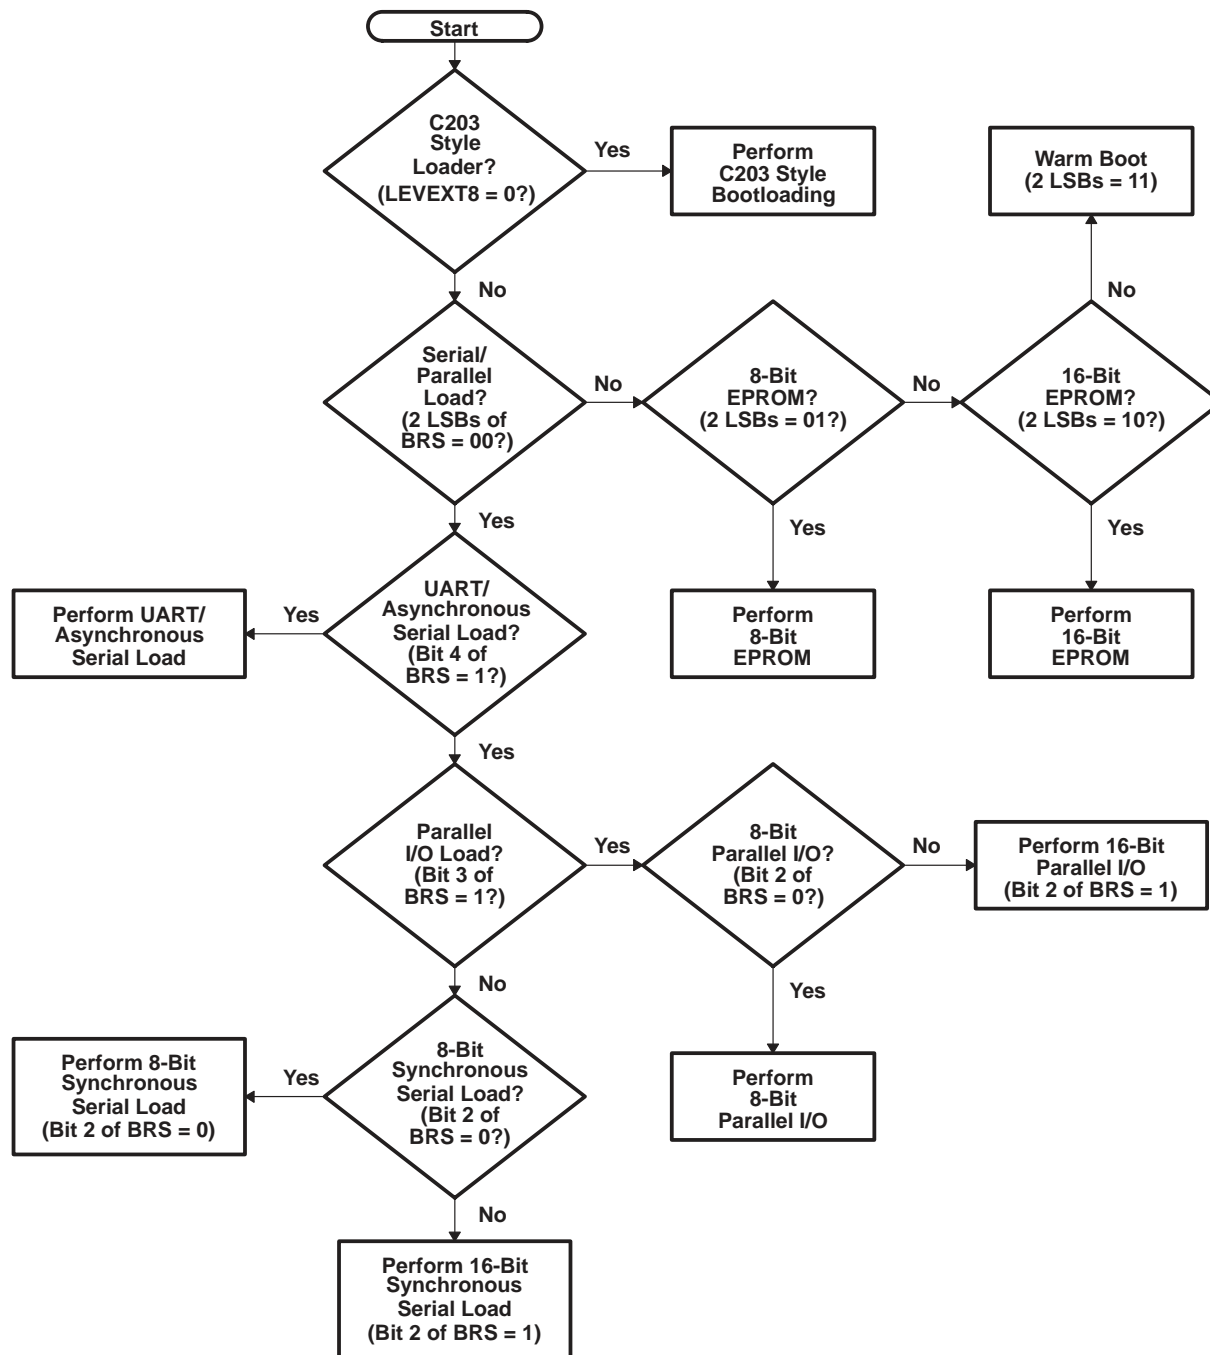 Start
C203
Style
Loader?
(LEVEXT8 = 0?)
Yes
Perform
C203 Style
Bootloading
Warm Boot
(2 LSBs = 11)
No
No
Serial/
Parallel
Load?
(2 LSBs of
BRS = 00?)
No
8-Bit
EPROM?
(2 LSBs = 01?)
No
16-Bit
EPROM?
(2 LSBs = 10?)
Yes
Yes
Yes
Perform UART/
Asynchronous
Serial Load
Yes
UART/
Asynchronous
Serial Load?
(Bit 4 of
BRS = 1?)
Perform
8-Bit
EPROM
Perform
16-Bit
EPROM
Yes
Parallel
I/O Load?
(Bit 3 of
BRS = 1?)
Yes
8-Bit
Parallel I/O?
(Bit 2 of
BRS = 0?)
No
Perform 16-Bit
Parallel I/O
(Bit 2 of BRS = 1)
No
Yes
Perform 8-Bit
Synchronous
Serial Load
(Bit 2 of BRS = 0)
Yes
8-Bit
Synchronous
Serial Load?
(Bit 2 of
BRS = 0?)
Perform
8-Bit
Parallel I/O
No
Perform 16-Bit
Synchronous
Serial Load
(Bit 2 of BRS = 1)